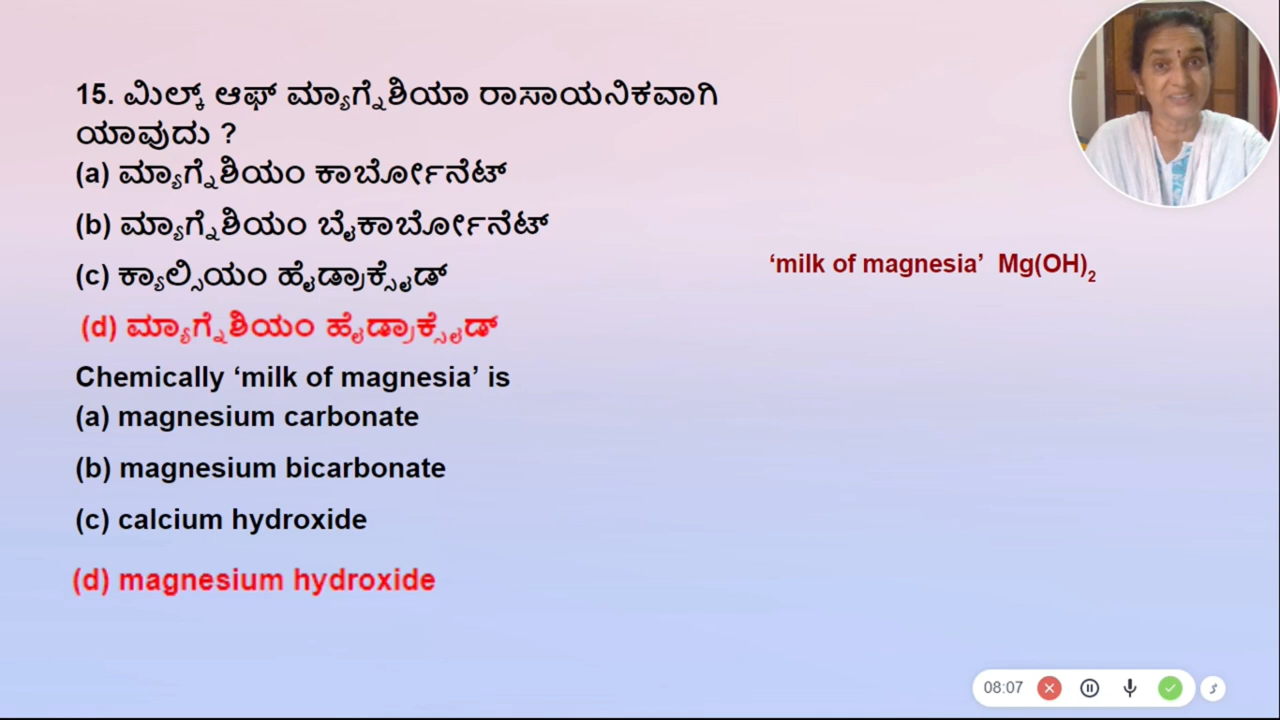 15. ಮಿಲ್ಕ್ ಆಫ್ ಮ್ಯಾಗ್ನೆಶಿಯಾ ರಾಸಾಯನಿಕವಾಗಿ
ಯಾವುದು ?
(a) ಮ್ಯಾಗ್ನೆಶಿಯಂ ಕಾರ್ಬೋನೆಟ್
(b) ಮ್ಯಾಗ್ನೆಶಿಯಂ ಬೈಕಾರ್ಬೋನೆಟ್
(c) ಕ್ಯಾಲ್ಸಿಯಂ ಹೈಡ್ರಾಕ್ಸೈಡ್
(d) ಮ್ಯಾಗ್ನೆಶಿಯಂ ಹೈಡ್ರಾಕ್ಸೈಡ್
Chemically ‘milk of magnesia’ is
(a) magnesium carbonate
(b) magnesium bicarbonate
(c) calcium hydroxide
(d) magnesium hydroxide
‘milk of magnesia’ Mg(OH)₂
08:07